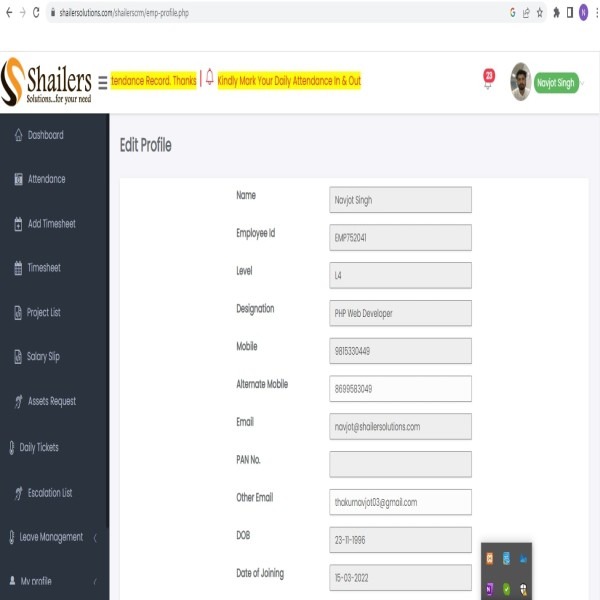 shailersolutions.com/shailerscrm/emp-profile.php
Shailers
Solutions...for your need
tendance Record. Thanks | Kindly Mark Your Daily Attendance In & Out
23
Navjot Singh
Dashboard
Attendance
Add Timesheet
Timesheet
Project List
Salary Slip
Assets Request
Daily Tickets
Escalation List
Leave Management
My profile
Edit Profile
Name Navjot Singh
Employee Id EMP752041
Level L4
Designation PHP Web Developer
Mobile 9815330449
Alternate Mobile 8699583049
Email navjot@shailersolutions.com
PAN No.
Other Email thakurnavjot03@gmail.com
DOB 23-11-1996
Date of Joining 15-03-2022